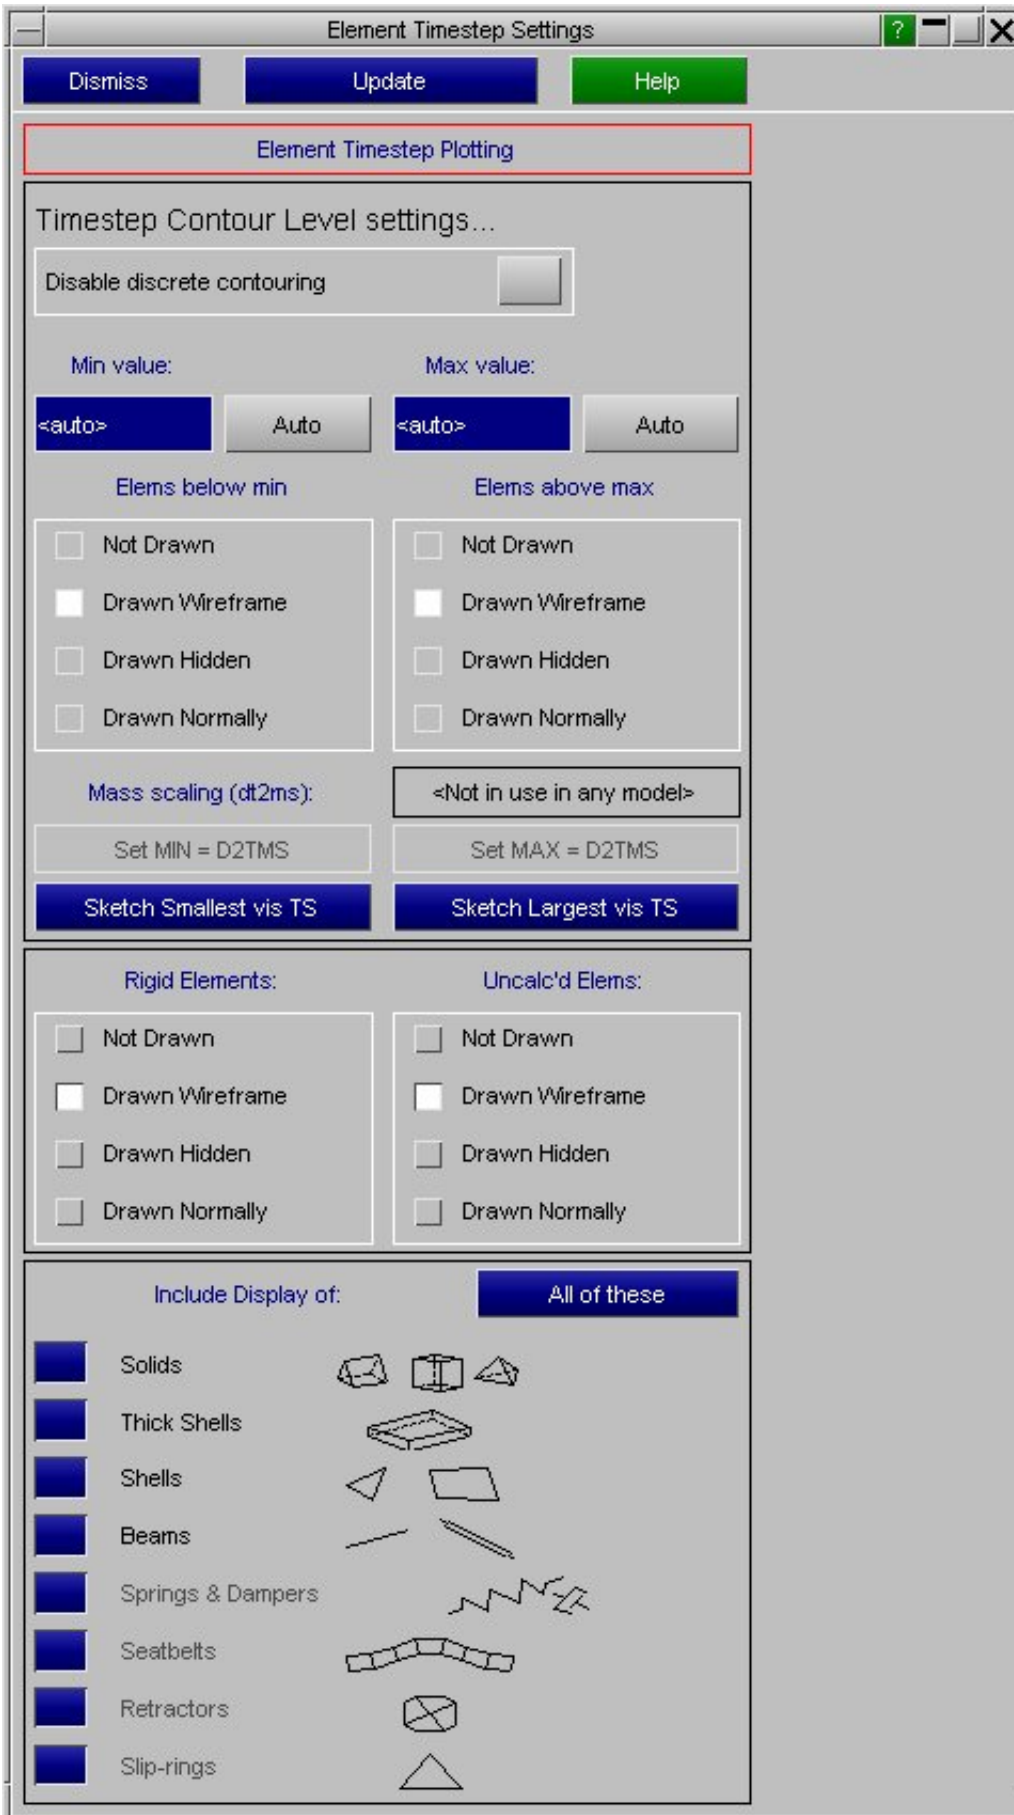 Element Timestep Settings ?
Dismiss Update Help
Element Timestep Plotting
Timestep Contour Level settings...
Disable discrete contouring
Min value: Max value:
<auto> Auto <auto> Auto
Elems below min Elems above max
Not Drawn Not Drawn
Drawn Wireframe Drawn Wireframe
Drawn Hidden Drawn Hidden
Drawn Normally Drawn Normally
Mass scaling (dt2ms): <Not in use in any model>
Set MIN = D2TMS Set MAX = D2TMS
Sketch Smallest vis TS Sketch Largest vis TS
Rigid Elements: Uncalc'd Elems:
Not Drawn Not Drawn
Drawn Wireframe Drawn Wireframe
Drawn Hidden Drawn Hidden
Drawn Normally Drawn Normally
Include Display of: All of these
Solids
Thick Shells
Shells
Beams
Springs & Dampers
Seatbelts
Retractors
Slip-rings